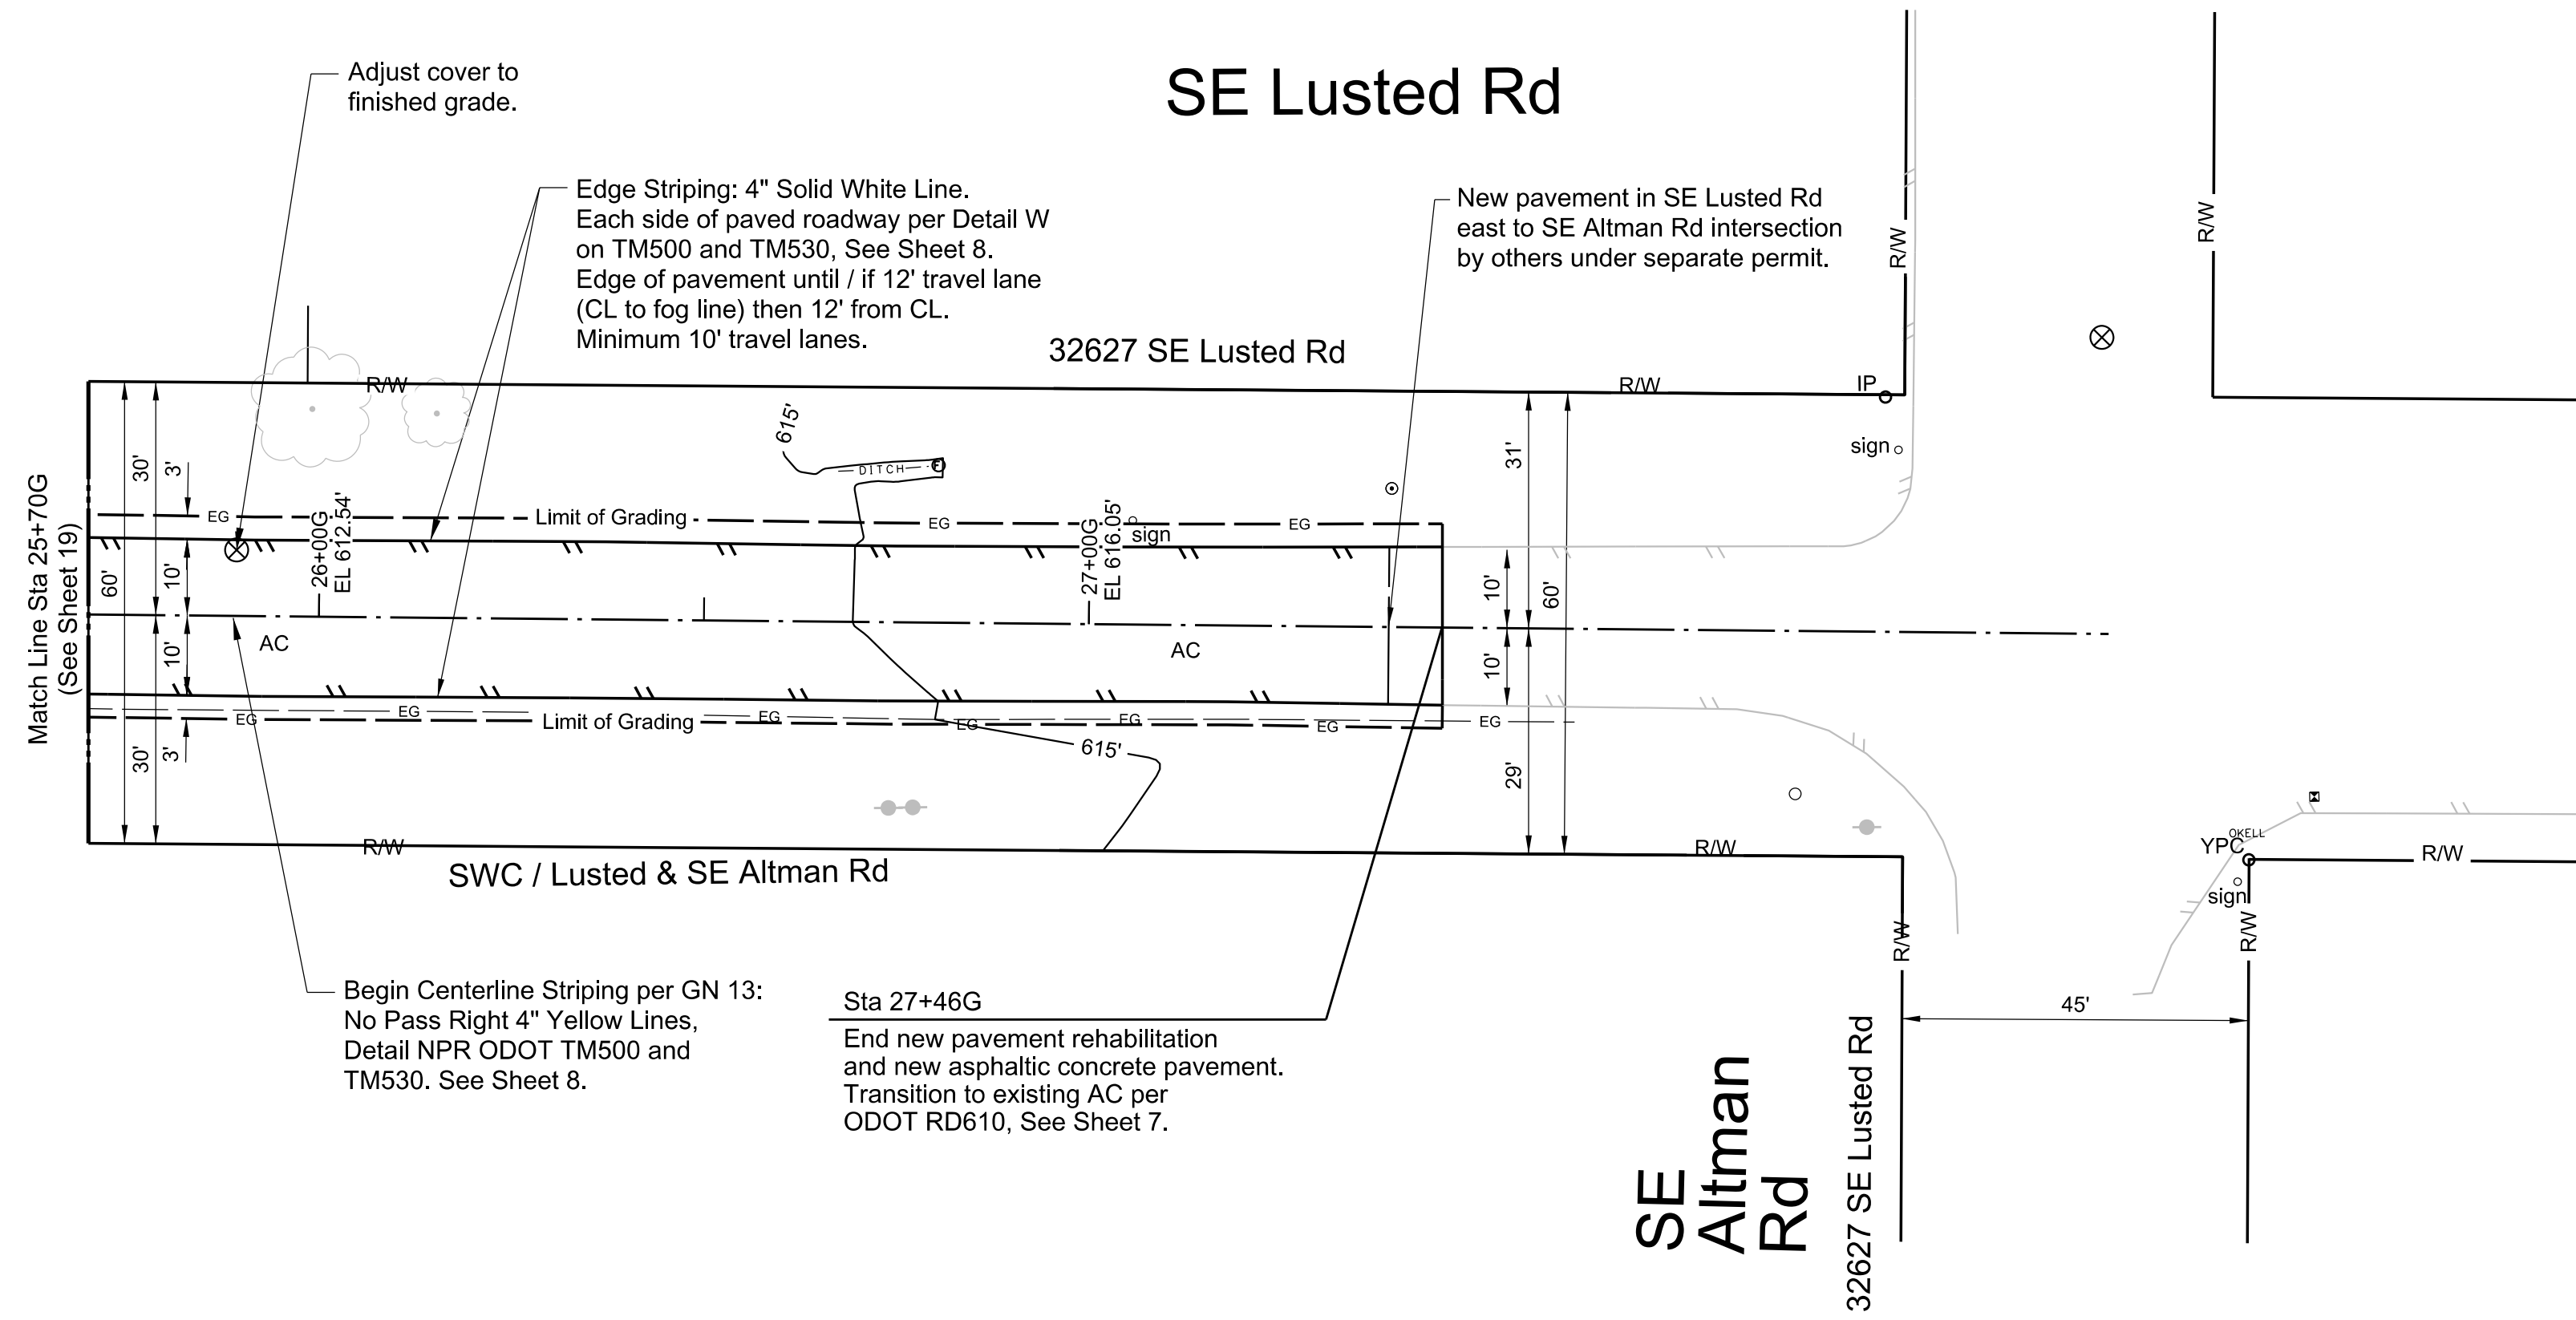 SE Lusted Rd
Adjust cover to
finished grade.
Edge Striping: 4" Solid White Line.
Each side of paved roadway per Detail W
on TM500 and TM530, See Sheet 8.
Edge of pavement until / if 12' travel lane
(CL to fog line) then 12' from CL.
Minimum 10' travel lanes.
New pavement in SE Lusted Rd
east to SE Altman Rd intersection
by others under separate permit.
R/W
R/W
32627 SE Lusted Rd
R/W
R/W
IP
sign
615'
DITCH
30'
3'
31'
Match Line Sta 25+70G
(See Sheet 19)
EG
Limit of Grading
EG
EG
26+00G
EL 612.54'
27+00G
EL 616.05'
sign
60'
10'
10'
60'
AC
AC
10'
10'
EG
EG
Limit of Grading
EG
EG
EG
EG
EG
30'
3'
615'
29'
R/W
R/W
SWC / Lusted & SE Altman Rd
OKELL
YPC
R/W
sign
R/W
R/W
Begin Centerline Striping per GN 13:
No Pass Right 4" Yellow Lines,
Detail NPR ODOT TM500 and
TM530. See Sheet 8.
Sta 27+46G
End new pavement rehabilitation
and new asphaltic concrete pavement.
Transition to existing AC per
ODOT RD610, See Sheet 7.
45'
SE
Altman
Rd
32627 SE Lusted Rd